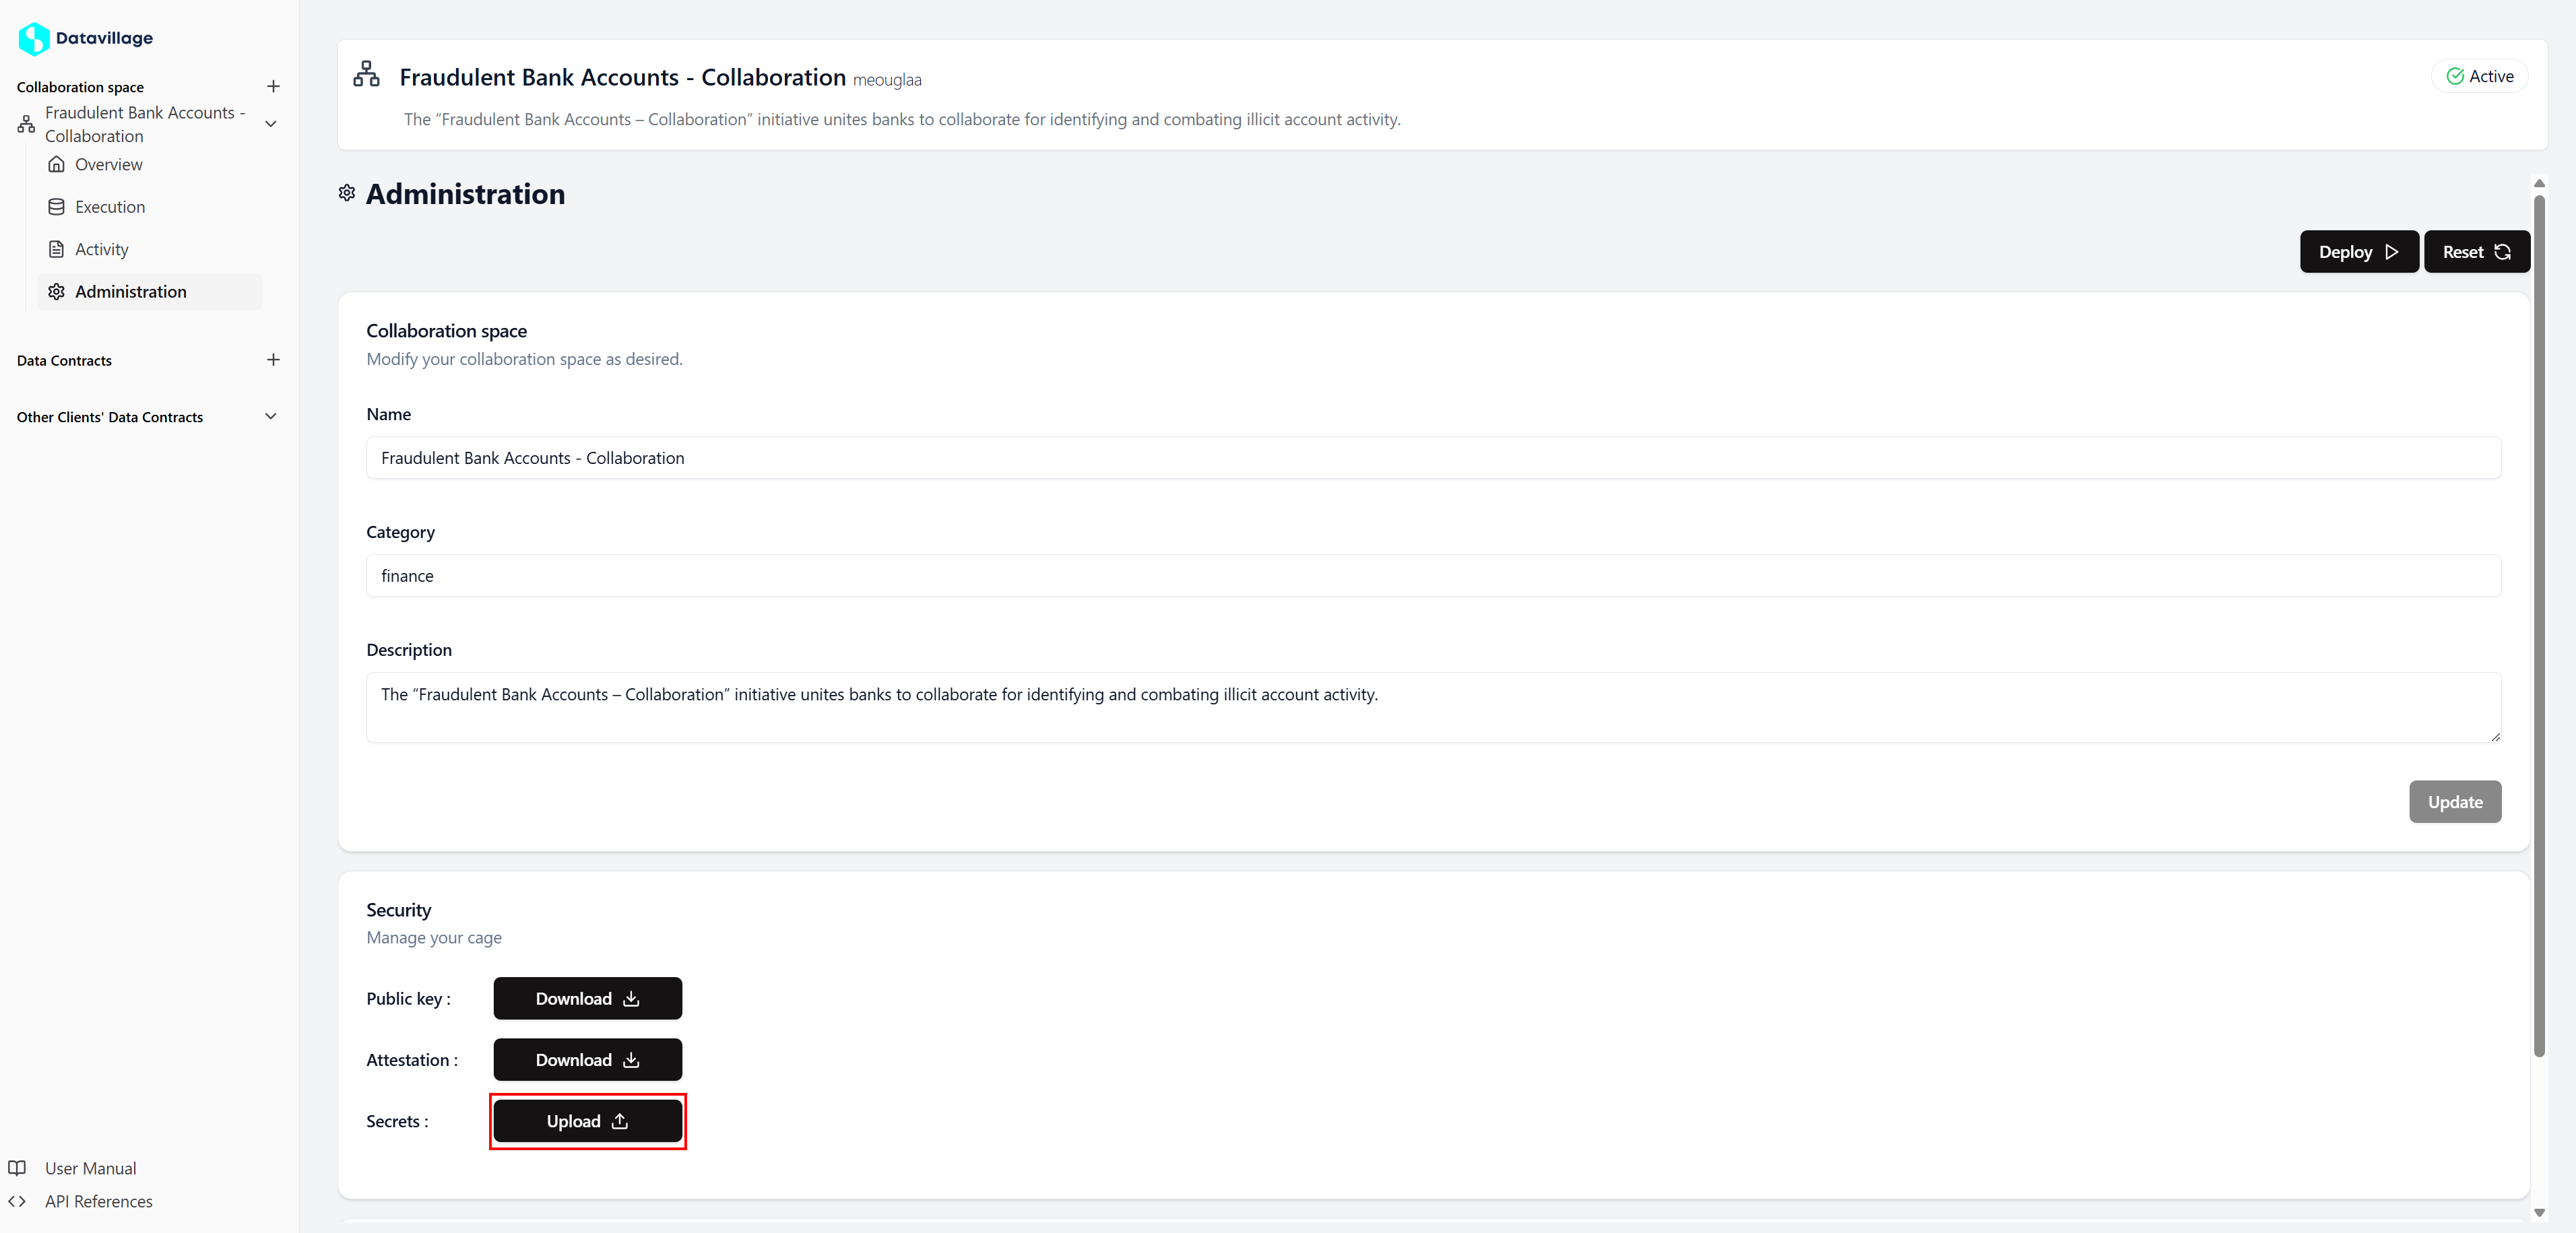 Datavillage
Collaboration space
Fraudulent Bank Accounts -
Collaboration
Overview
Execution
Activity
Administration
Data Contracts
Other Clients' Data Contracts
User Manual
API References
Fraudulent Bank Accounts - Collaboration meouglaa
Active
The “Fraudulent Bank Accounts – Collaboration” initiative unites banks to collaborate for identifying and combating illicit account activity.
Administration
Deploy
Reset
Collaboration space
Modify your collaboration space as desired.
Name
Fraudulent Bank Accounts - Collaboration
Category
finance
Description
The “Fraudulent Bank Accounts – Collaboration” initiative unites banks to collaborate for identifying and combating illicit account activity.
Update
Security
Manage your cage
Public key :
Download
Attestation :
Download
Secrets :
Upload